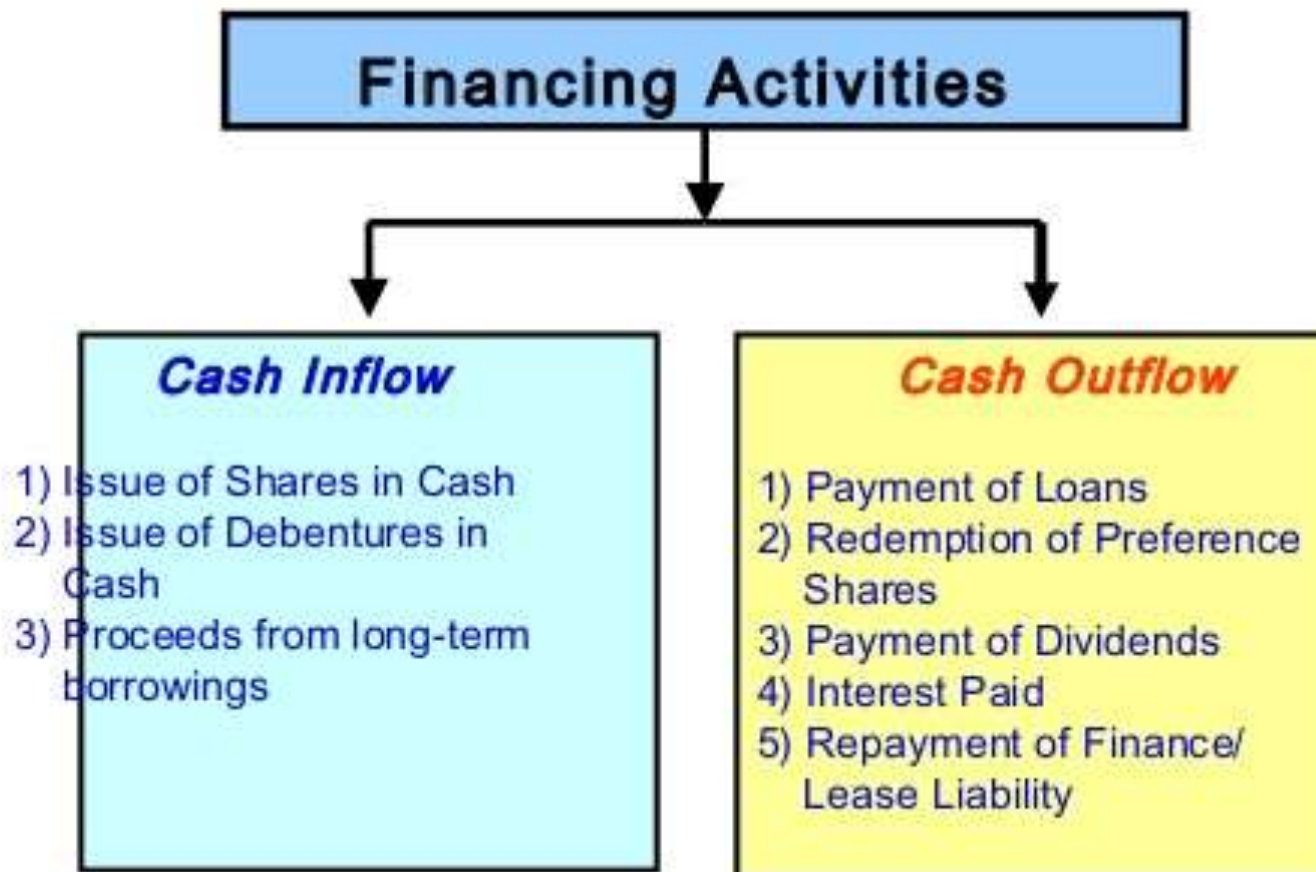 Financing Activities
Cash Inflow
1) Issue of Shares in Cash
2) Issue of Debentures in
Cash
3) Proceeds from long-term
borrowings
Cash Outflow
1) Payment of Loans
2) Redemption of Preference
Shares
3) Payment of Dividends
4) Interest Paid
5) Repayment of Finance/
Lease Liability